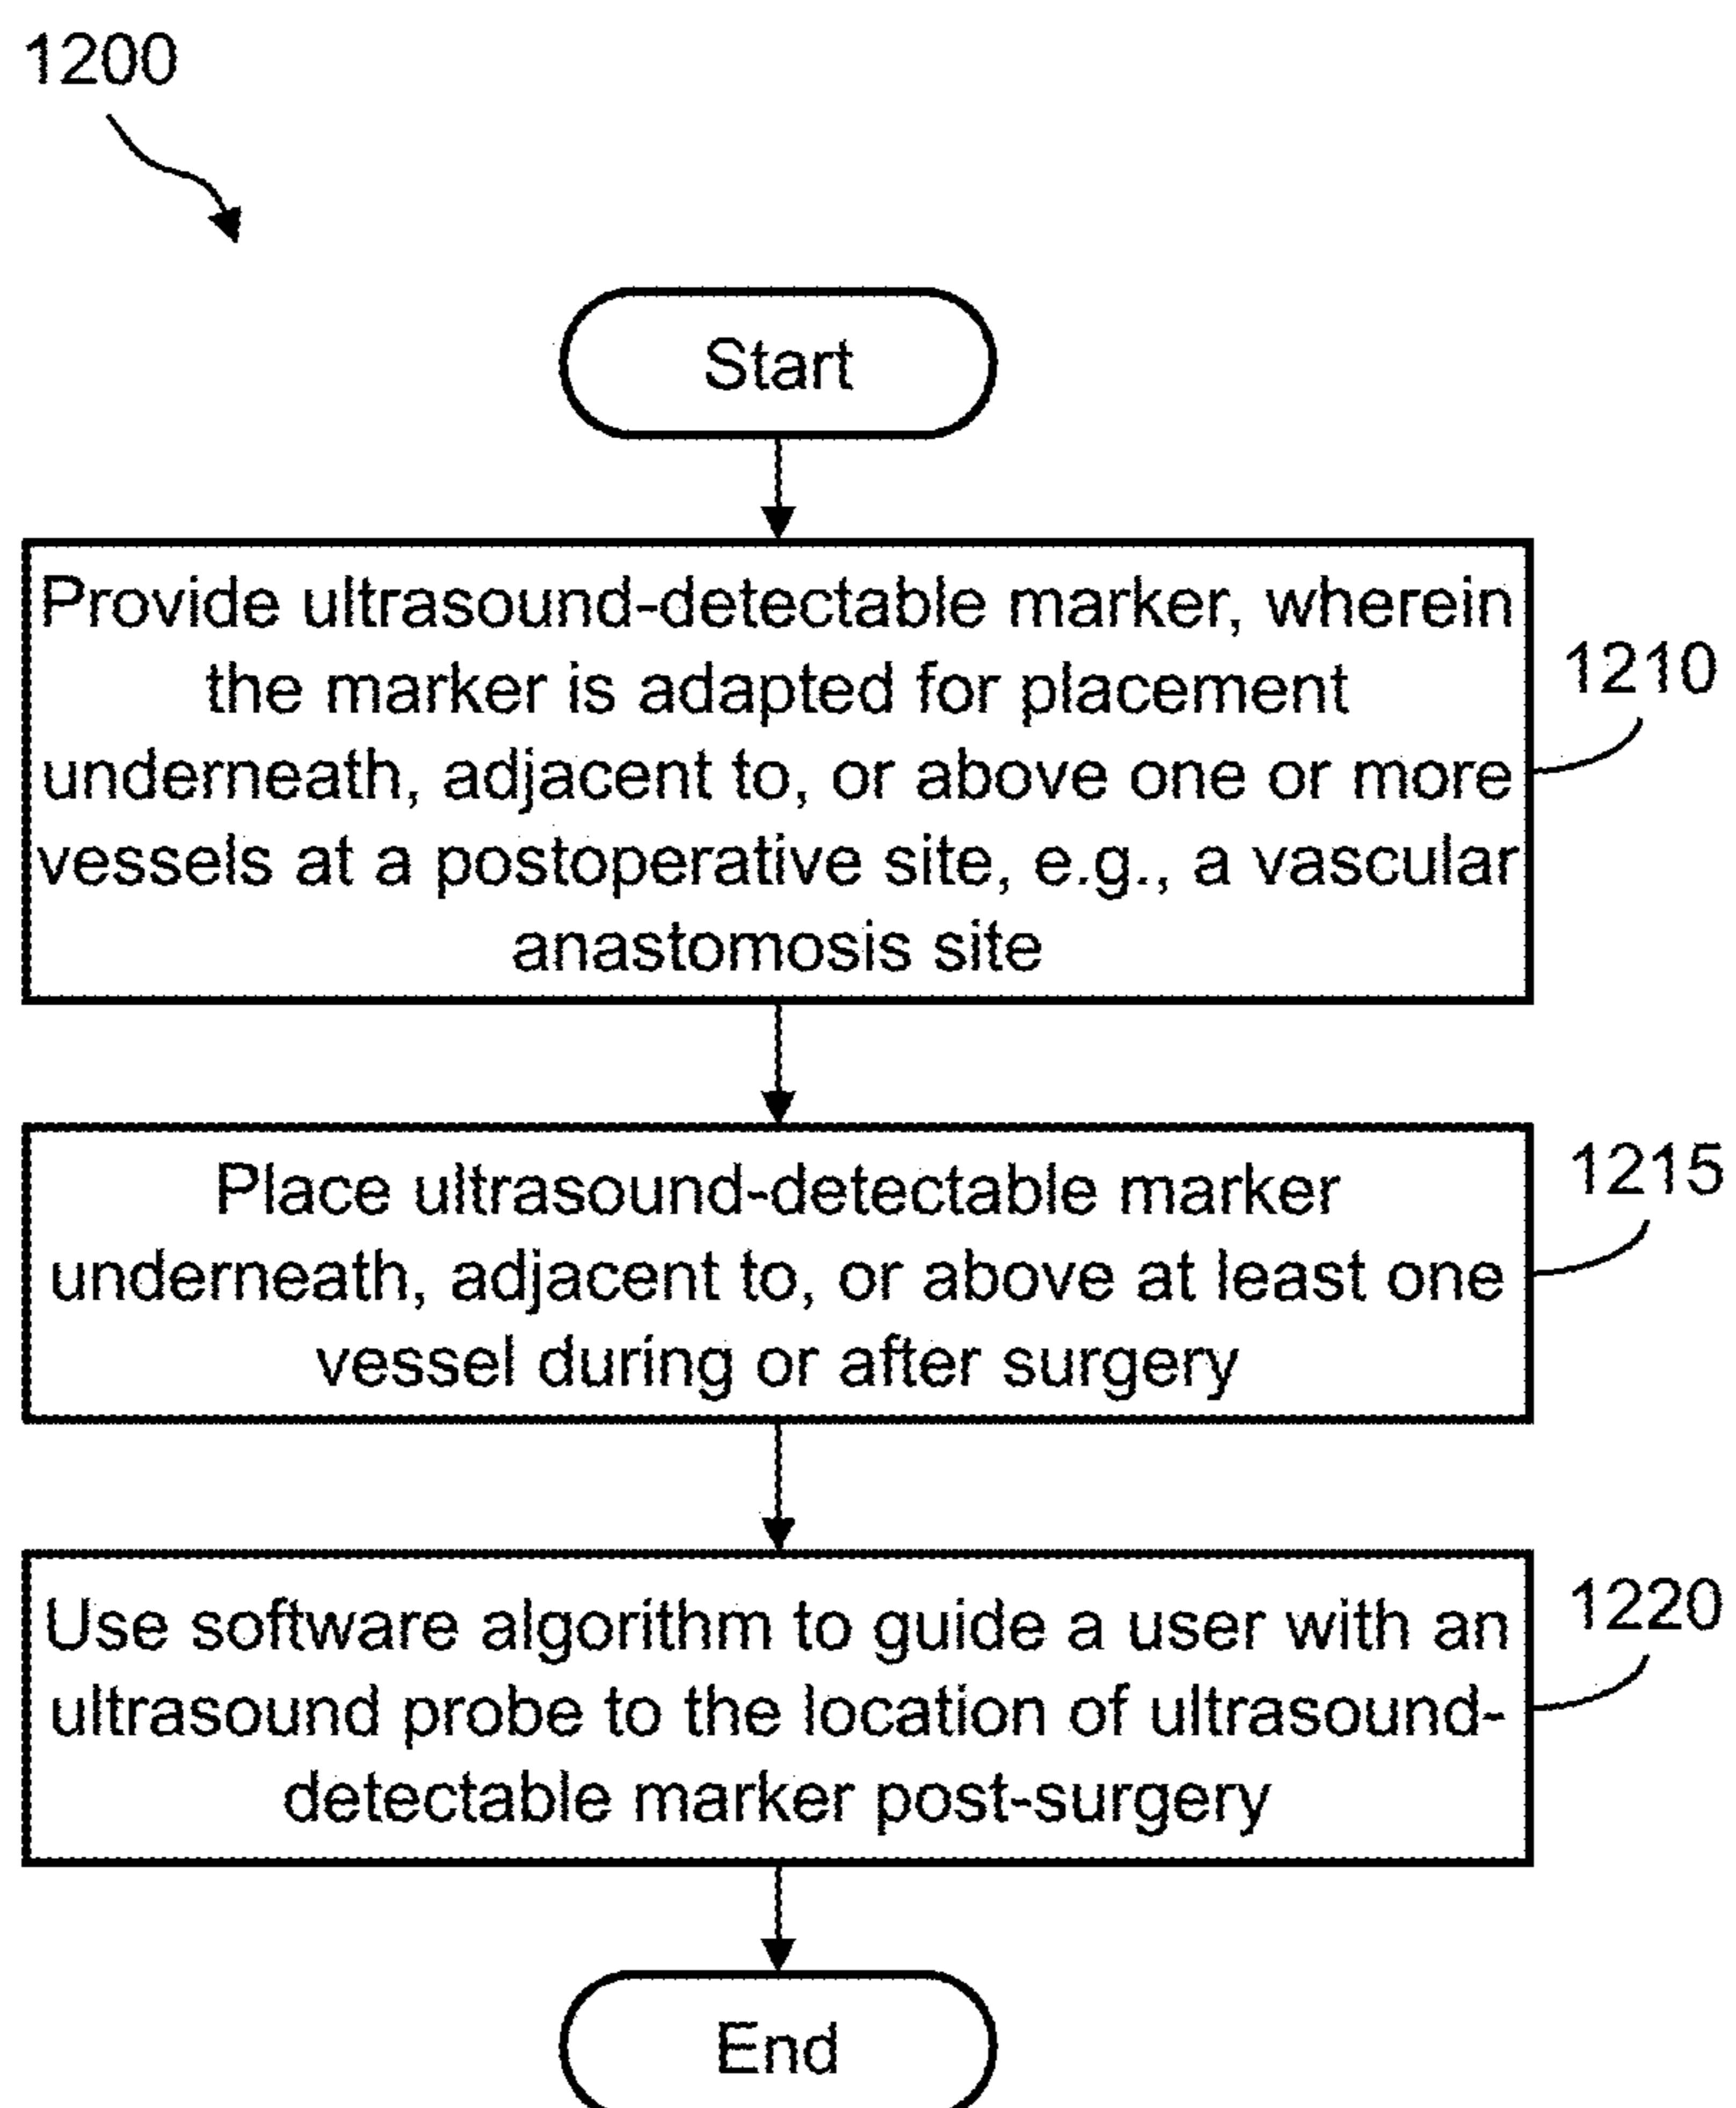 1200
Start
Provide ultrasound-detectable marker, wherein
the marker is adapted for placement
underneath, adjacent to, or above one or more
vessels at a postoperative site, e.g., a vascular
anastomosis site
1210
Place ultrasound-detectable marker
underneath, adjacent to, or above at least one
vessel during or after surgery
1215
Use software algorithm to guide a user with an
ultrasound probe to the location of ultrasound-
detectable marker post-surgery
1220
End